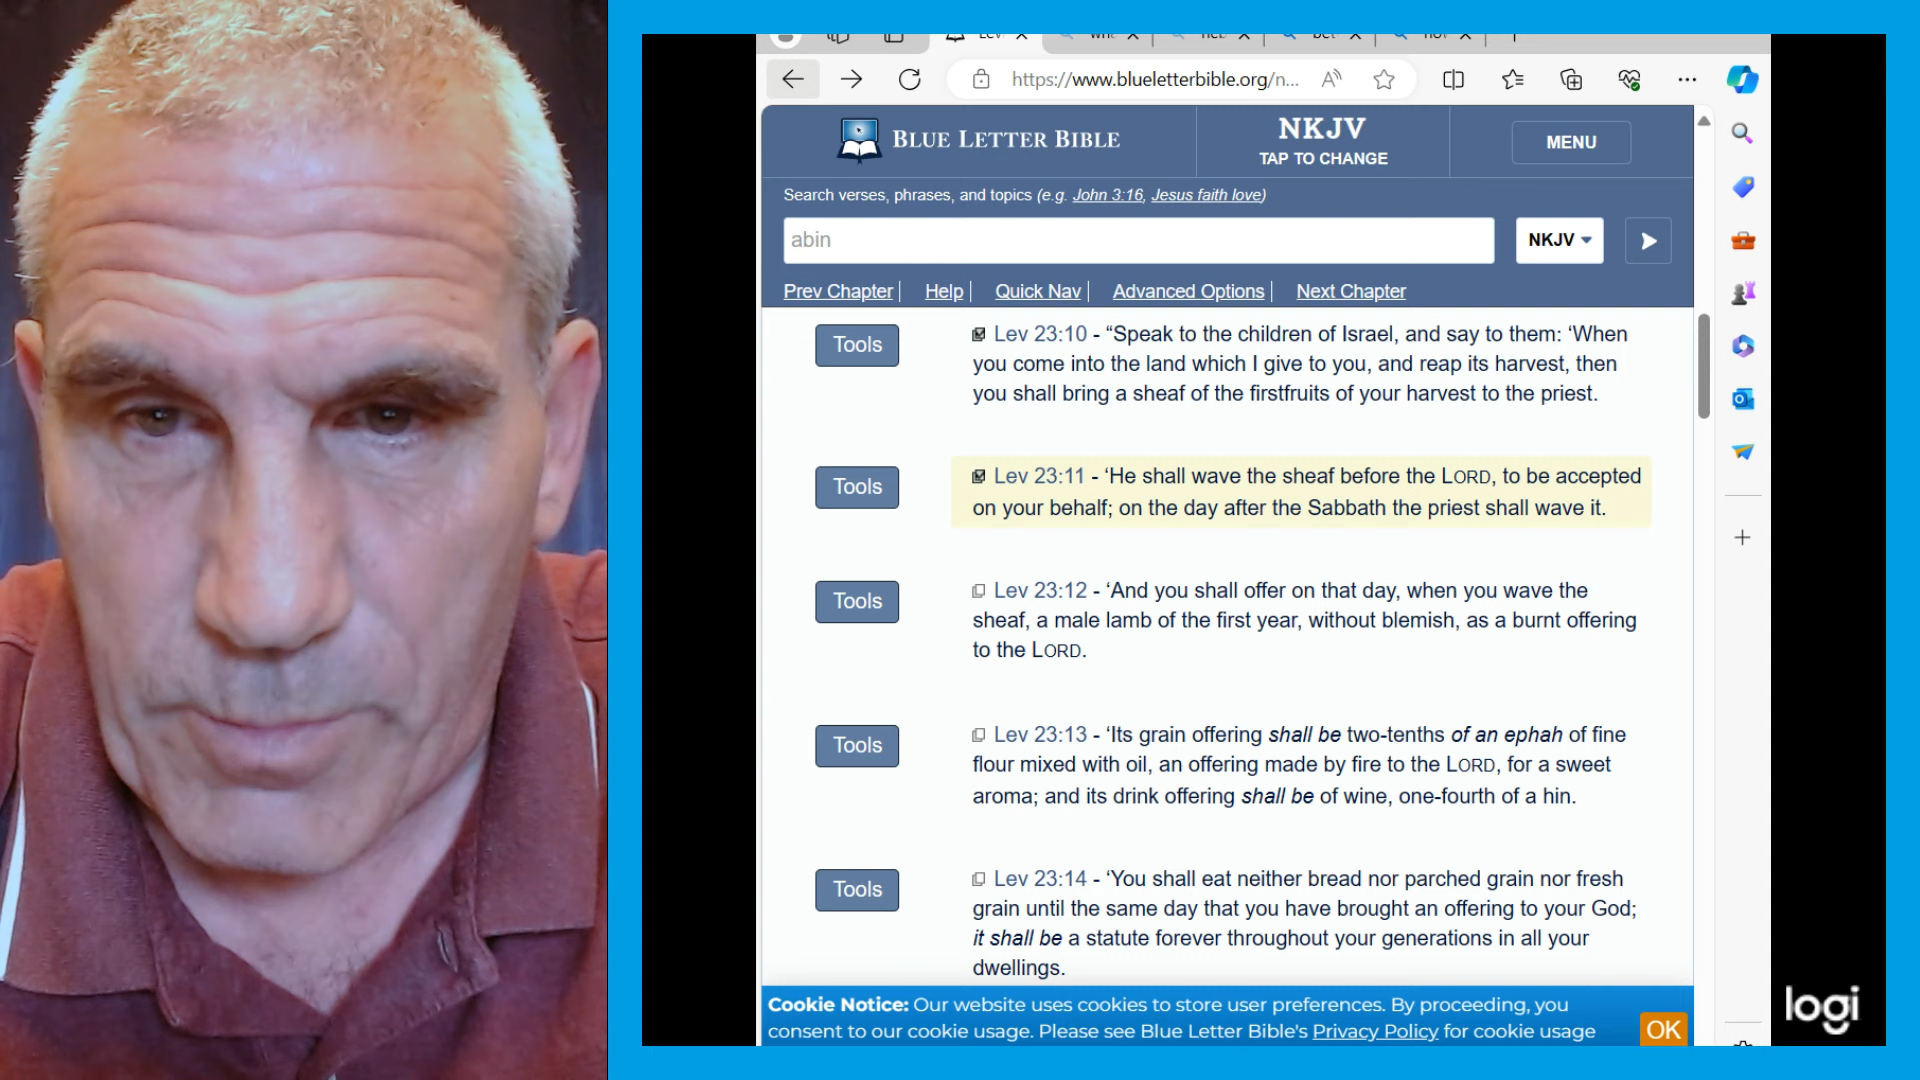 https://www.blueletterbible.org/n...
BLUE LETTER BIBLE
NKJV
TAP TO CHANGE
MENU
Search verses, phrases, and topics (e.g. John 3:16, Jesus faith love)
abin
NKJV
Prev Chapter | Help | Quick Nav | Advanced Options | Next Chapter
Tools
Lev 23:10 - “Speak to the children of Israel, and say to them: ‘When
you come into the land which I give to you, and reap its harvest, then
you shall bring a sheaf of the firstfruits of your harvest to the priest.
Tools
Lev 23:11 - ‘He shall wave the sheaf before the LORD, to be accepted
on your behalf; on the day after the Sabbath the priest shall wave it.
Tools
Lev 23:12 - ‘And you shall offer on that day, when you wave the
sheaf, a male lamb of the first year, without blemish, as a burnt offering
to the LORD.
Tools
Lev 23:13 - ‘Its grain offering shall be two-tenths of an ephah of fine
flour mixed with oil, an offering made by fire to the LORD, for a sweet
aroma; and its drink offering shall be of wine, one-fourth of a hin.
Tools
Lev 23:14 - ‘You shall eat neither bread nor parched grain nor fresh
grain until the same day that you have brought an offering to your God;
it shall be a statute forever throughout your generations in all your
dwellings.
Cookie Notice: Our website uses cookies to store user preferences. By proceeding, you
consent to our cookie usage. Please see Blue Letter Bible's Privacy Policy for cookie usage
OK
logi